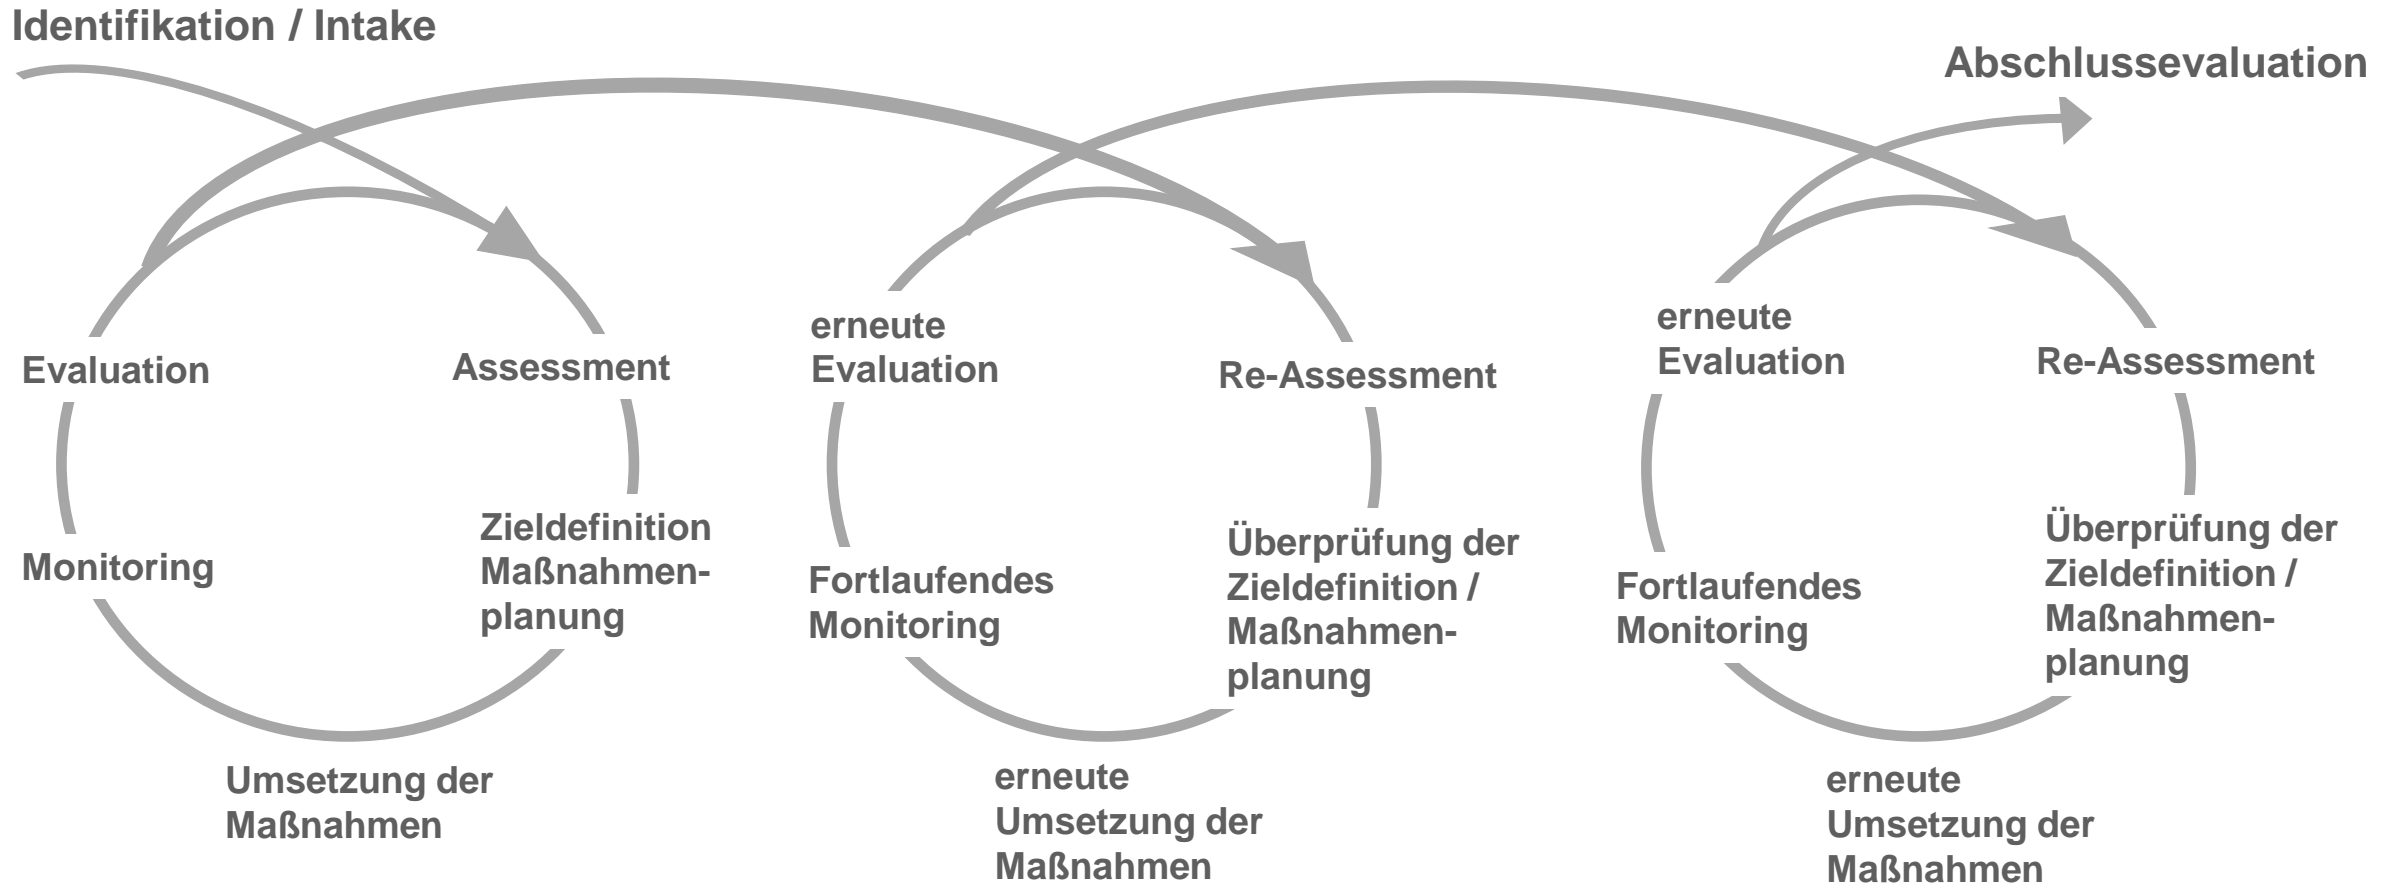 Identifikation / Intake
Abschlussevaluation
Evaluation
Assessment
Zieldefinition
Maßnahmen-
planung
Umsetzung der
Maßnahmen
Monitoring
erneute
Evaluation
Re-Assessment
Überprüfung der
Zieldefinition /
Maßnahmen-
planung
erneute
Umsetzung der
Maßnahmen
Fortlaufendes
Monitoring
erneute
Evaluation
Re-Assessment
Überprüfung der
Zieldefinition /
Maßnahmen-
planung
erneute
Umsetzung der
Maßnahmen
Fortlaufendes
Monitoring